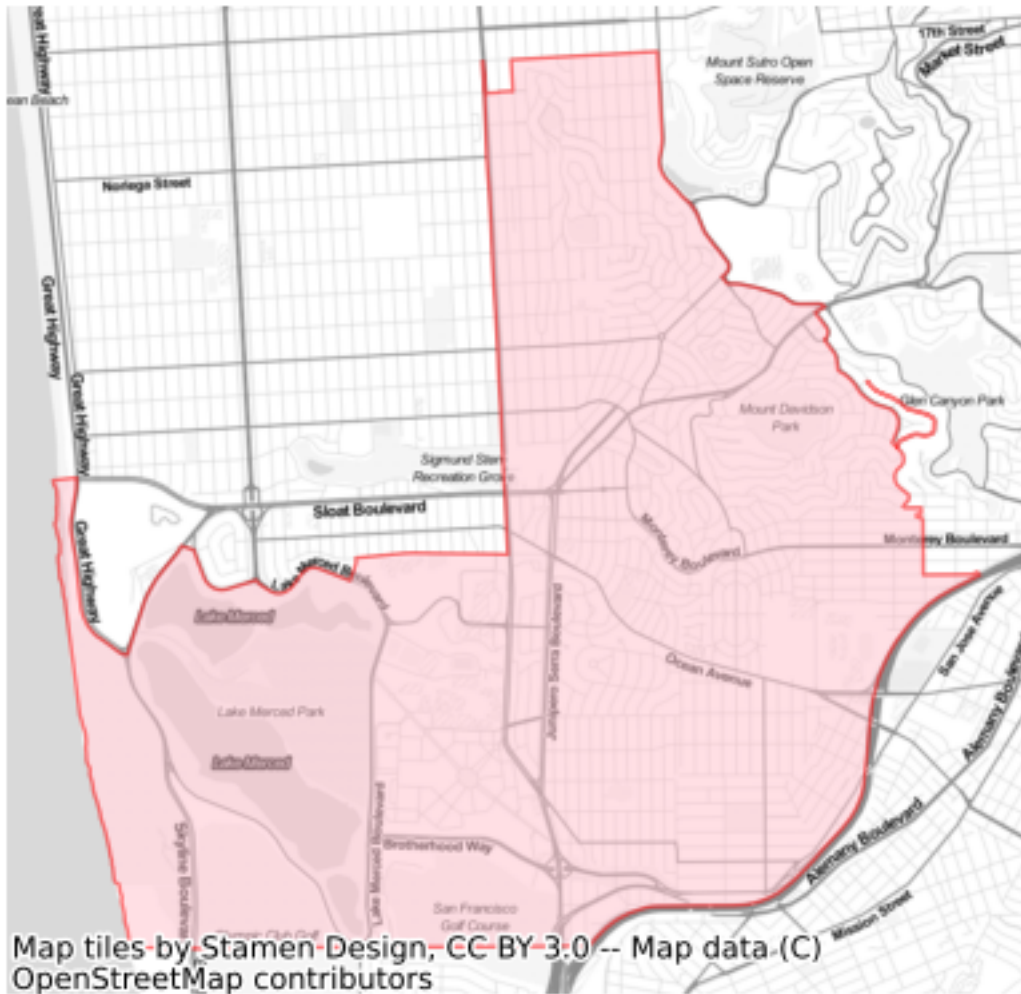 17th Street
Market Street
Mount Sutro Open
Space Reserve
Great Highway
ean Beach
Noriega Street
Great Highway
Great Highway
Glen Canyon Park
Mount Davidson
Park
Sigmund Stern
Recreation Grove
Sloat Boulevard
Great Highway
Monterey Boulevard
Monterey Boulevard
Lake Merced Boulevard
Lake Merced
San Jose Avenue
Junipero Serra Boulevard
Ocean Avenue
Alemany Boulevard
Lake Merced Park
Lake Merced
Skyline Boulevard
Lake Merced Boulevard
Brotherhood Way
Alemany Boulevard
Mission Street
San Francisco
Golf Course
Map tiles by Stamen Design, CC BY 3.0 -- Map data (C)
OpenStreetMap contributors